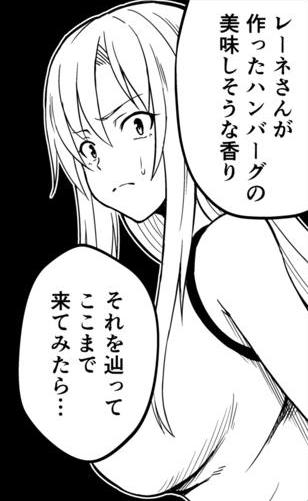 レーネさんが
作ったハンバーグの
美味しそうな香り
それを辿って
ここまで
来てみたら…